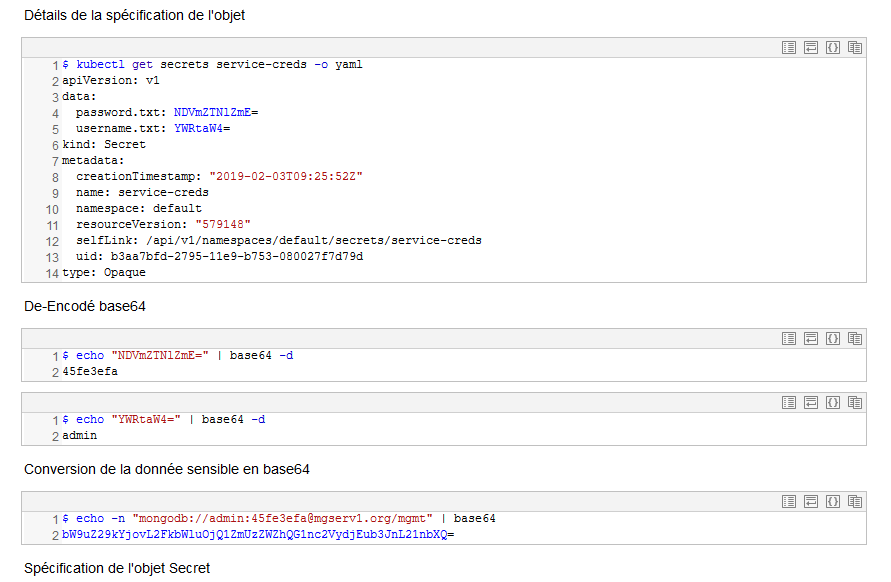 Détails de la spécification de l'objet
1 $ kubectl get secrets service-creds -o yaml
2 apiVersion: v1
3 data:
4 password.txt: NDVmZTNlZmE=
5 username.txt: YWRtaW4=
6 kind: Secret
7 metadata:
8 creationTimestamp: "2019-02-03T09:25:52Z"
9 name: service-creds
10 namespace: default
11 resourceVersion: "579148"
12 selfLink: /api/v1/namespaces/default/secrets/service-creds
13 uid: b3aa7bfd-2795-11e9-b753-080027f7d79d
14 type: Opaque
De-Encodé base64
1 $ echo "NDVmZTNlZmE=" | base64 -d
2 45fe3efa
1 $ echo "YWRtaW4=" | base64 -d
2 admin
Conversion de la donnée sensible en base64
1 $ echo -n "mongodb://admin:45fe3efa@mgserv1.org/mgmt" | base64
2 bW9uZ29kYjovL2FkbWluOjQ1ZmUzZWZhQG1nc2VydjEub3JnL21nbXQ=
Spécification de l'objet Secret